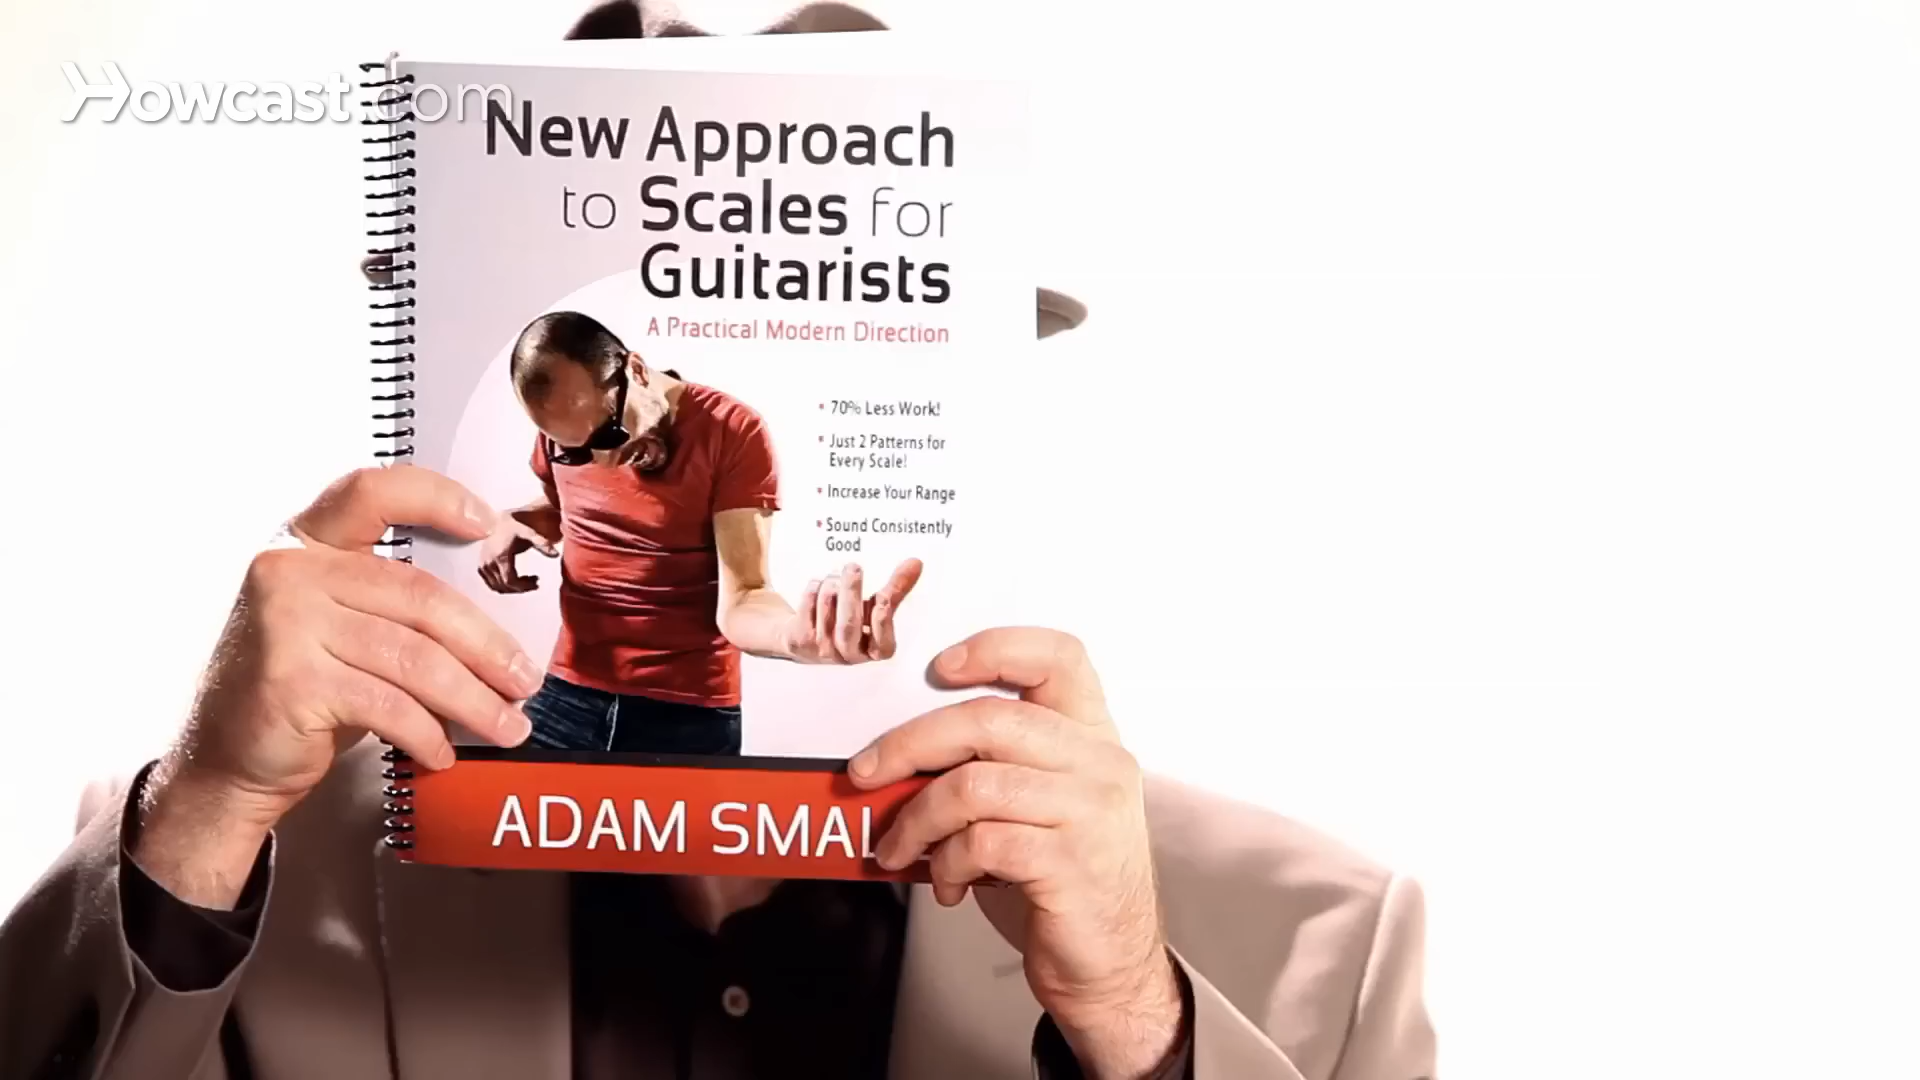 Howcast.com
New Approach
to Scales for
Guitarists
A Practical Modern Direction
• 70% Less Work!
• Just 2 Patterns for
Every Scale!
• Increase Your Range
• Sound Consistently
Good
ADAM